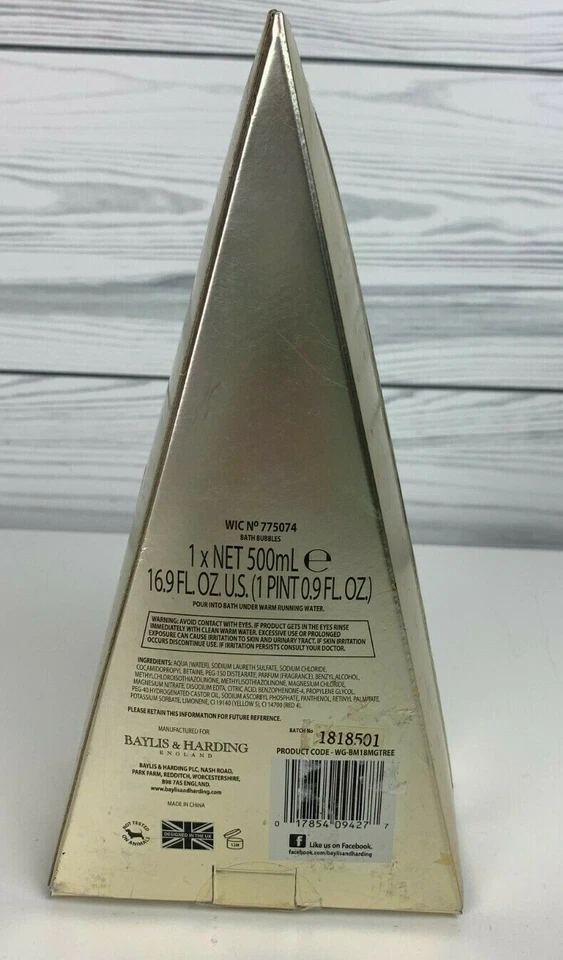 WIC Nº 775074
BATH BUBBLES
1 x NET 500mL e
16.9 FL. OZ. U.S. (1 PINT 0.9 FL. OZ.)
POUR INTO BATH UNDER WARM RUNNING WATER.
WARNING: AVOID CONTACT WITH EYES. IF PRODUCT GETS IN THE EYES RINSE
IMMEDIATELY WITH CLEAN WARM WATER. EXCESSIVE USE OR PROLONGED
EXPOSURE CAN CAUSE IRRITATION TO SKIN AND URINARY TRACT. IF SKIN IRRITATION
OCCURS DISCONTINUE USE. IF IRRITATION PERSISTS CONSULT YOUR DOCTOR.
INGREDIENTS: AQUA (WATER), SODIUM LAURETH SULFATE, SODIUM CHLORIDE,
COCAMIDOPROPYL BETAINE, PEG-150 DISTEARATE, PARFUM (FRAGRANCE), BENZYL ALCOHOL,
METHYLCHLOROISOTHIAZOLINONE, METHYLISOTHIAZOLINONE, MAGNESIUM CHLORIDE,
MAGNESIUM NITRATE, DISODIUM EDTA, CITRIC ACID, BENZOPHENONE-4, PROPYLENE GLYCOL,
PEG-40 HYDROGENATED CASTOR OIL, SODIUM ASCORBYL PHOSPHATE, PANTHENOL, RETINYL PALMITATE,
POTASSIUM SORBATE, LIMONENE, CI 19140 (YELLOW 5), CI 14700 (RED 4).
PLEASE RETAIN THIS INFORMATION FOR FUTURE REFERENCE.
MANUFACTURED FOR
BAYLIS & HARDING
ENGLAND
BAYLIS & HARDING PLC, NASH ROAD,
PARK FARM, REDDITCH, WORCESTERSHIRE,
B98 7AS ENGLAND.
www.baylisandharding.com
MADE IN CHINA
NOT TESTED ON ANIMALS
DESIGNED IN THE UK
12M
BATCH No 1818501
PRODUCT CODE - WG-BM18MGTREE
0 17854 09427 7
f Like us on Facebook.
facebook.com/baylisandharding